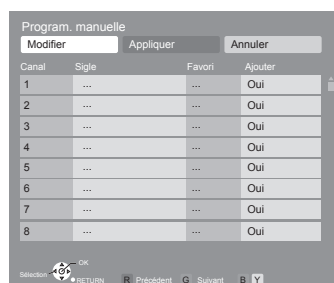 Program. manuelle
Modifier Appliquer Annuler
Canal Sigle Favori Ajouter
1 ... ... Oui
2 ... ... Oui
3 ... ... Oui
4 ... ... Oui
5 ... ... Oui
6 ... ... Oui
7 ... ... Oui
8 ... ... Oui
OK
Sélection
RETURN R Précédent G Suivant B Y